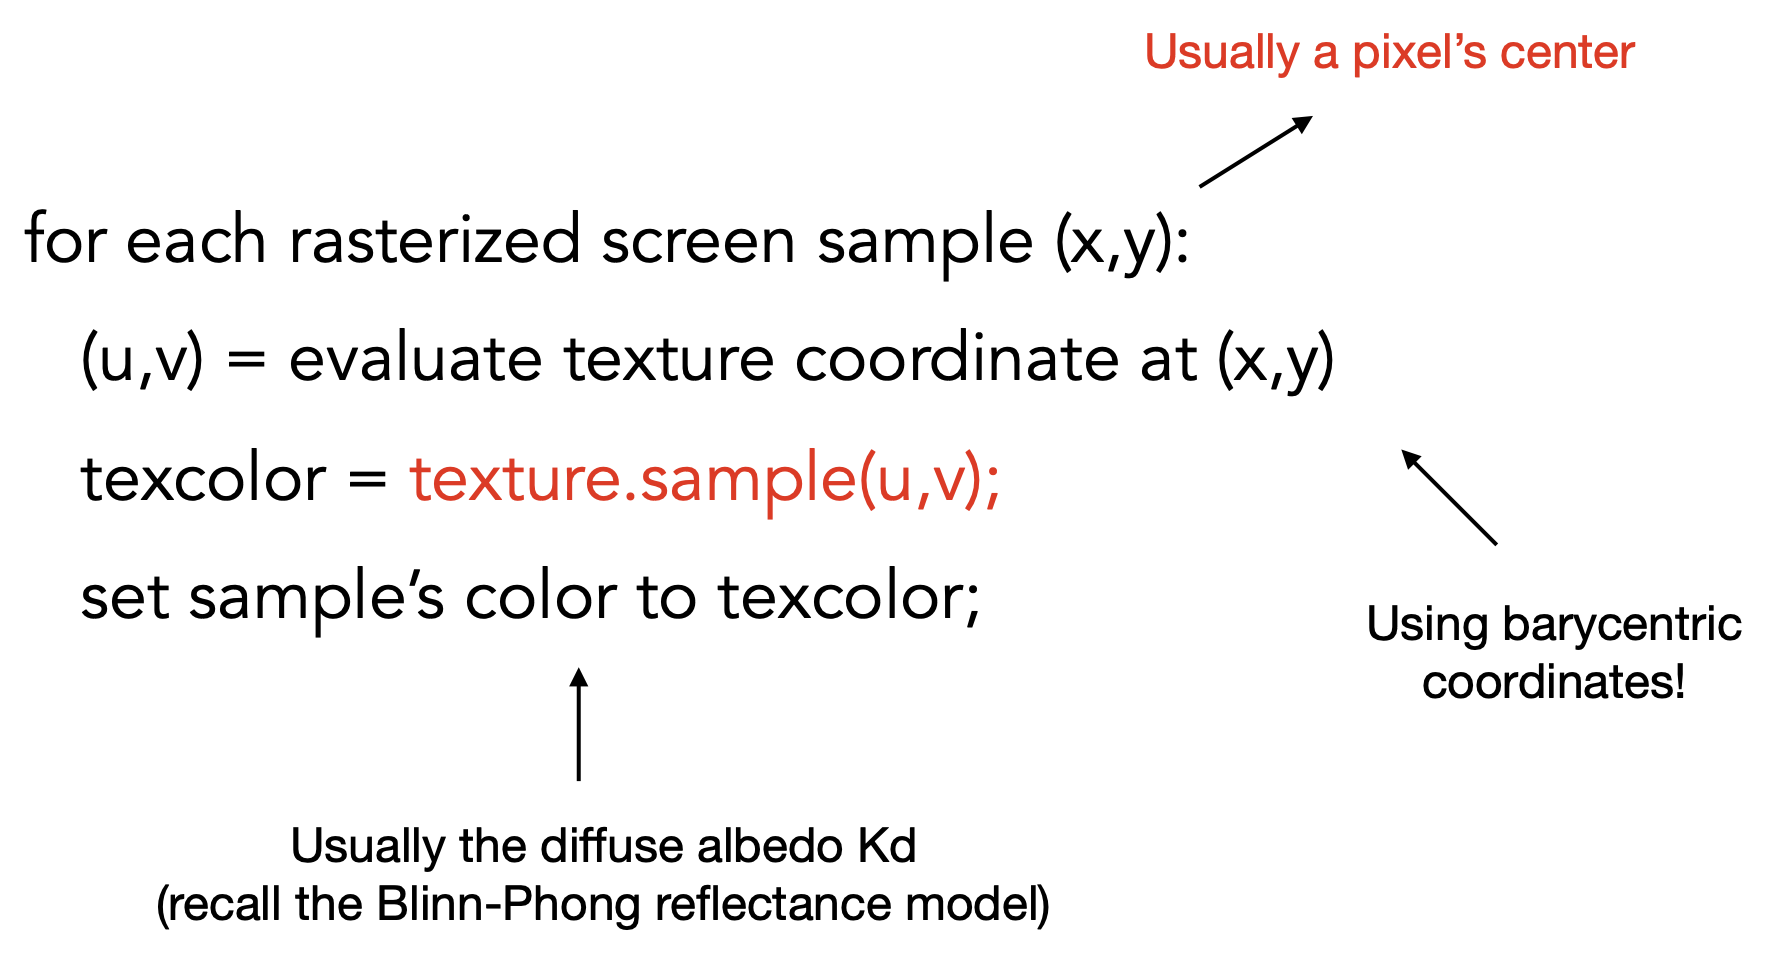 Usually a pixel’s center
for each rasterized screen sample (x,y):
(u,v) = evaluate texture coordinate at (x,y)
texcolor = texture.sample(u,v);
set sample’s color to texcolor;
Using barycentric
coordinates!
Usually the diffuse albedo Kd
(recall the Blinn-Phong reflectance model)